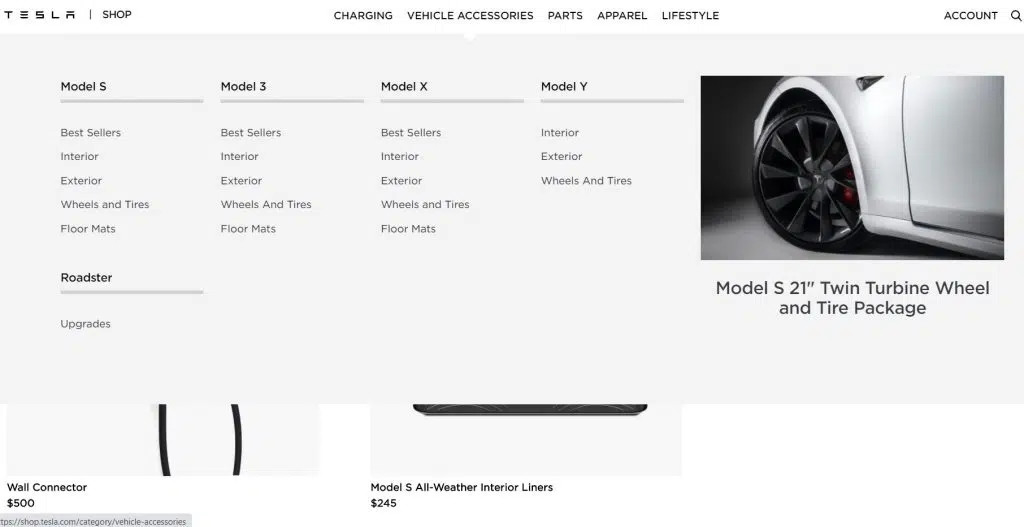 TESLA | SHOP
CHARGING VEHICLE ACCESSORIES PARTS APPAREL LIFESTYLE
ACCOUNT
Model S
Best Sellers
Interior
Exterior
Wheels and Tires
Floor Mats
Model 3
Best Sellers
Interior
Exterior
Wheels And Tires
Floor Mats
Model X
Best Sellers
Interior
Exterior
Wheels and Tires
Floor Mats
Model Y
Interior
Exterior
Wheels And Tires
Roadster
Upgrades
Model S 21" Twin Turbine Wheel
and Tire Package
Wall Connector
$500
Model S All-Weather Interior Liners
$245
tps://shop.tesla.com/category/vehicle-accessories